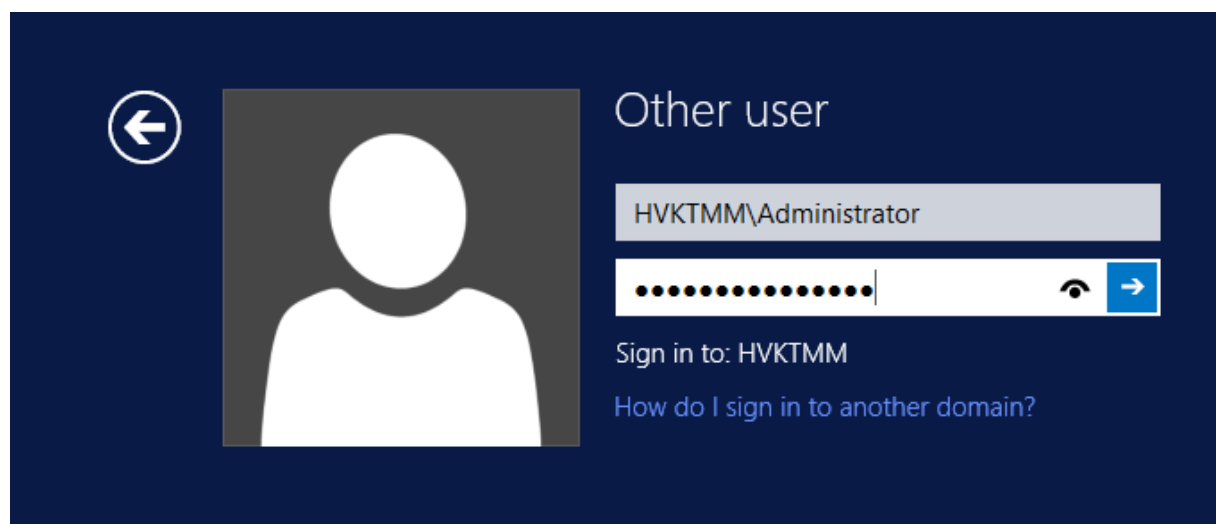 Other user
HVKTMM\Administrator
●●●●●●●●●●●●●●●
Sign in to: HVKTMM
How do I sign in to another domain?